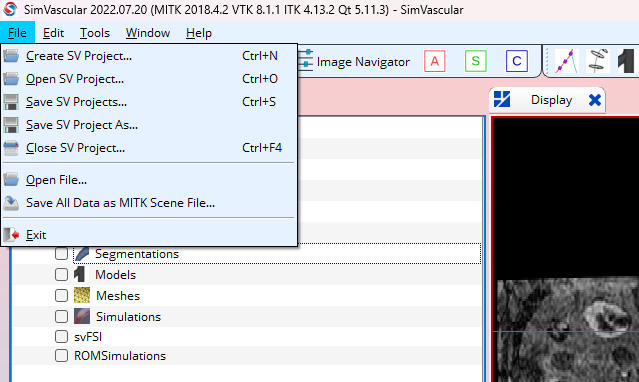 SimVascular 2022.07.20 (MITK 2018.4.2 VTK 8.1.1 ITK 4.13.2 Qt 5.11.3) - SimVascular
File Edit Tools Window Help
Create SV Project... Ctrl+N
Open SV Project... Ctrl+O
Save SV Projects... Ctrl+S
Save SV Project As...
Close SV Project... Ctrl+F4
Open File...
Save All Data as MITK Scene File...
Exit
Image Navigator A S C
Display
Segmentations
Models
Meshes
Simulations
svFSI
ROMSimulations